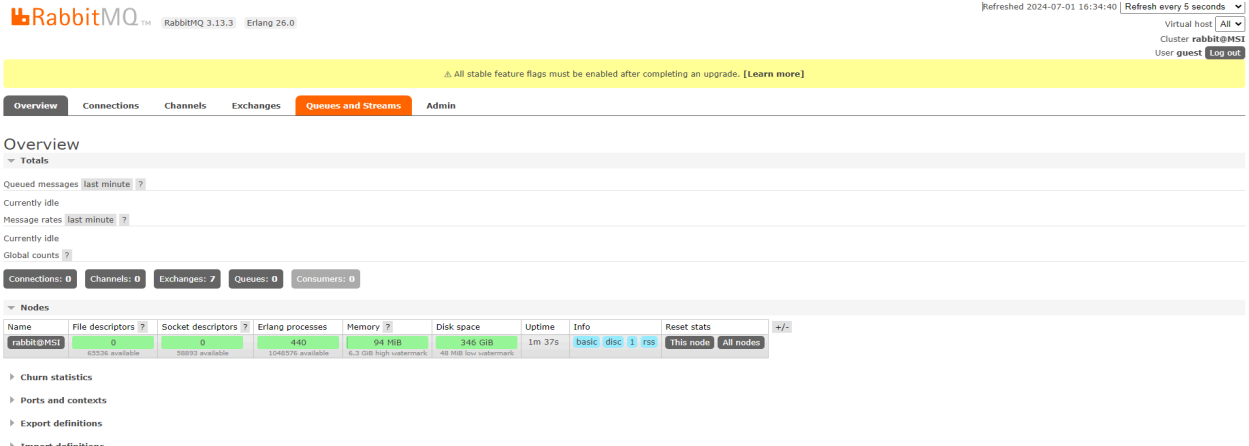 RabbitMQ TM RabbitMQ 3.13.3 Erlang 26.0
Refreshed 2024-07-01 16:34:40 Refresh every 5 seconds
Virtual host All
Cluster rabbit@MSI
User guest Log out
⚠ All stable feature flags must be enabled after completing an upgrade. [Learn more]
Overview Connections Channels Exchanges Queues and Streams Admin
Overview
Totals
Queued messages last minute ?
Currently idle
Message rates last minute ?
Currently idle
Global counts ?
Connections: 0 Channels: 0 Exchanges: 7 Queues: 0 Consumers: 0
Nodes
Name File descriptors ? Socket descriptors ? Erlang processes Memory ? Disk space Uptime Info Reset stats +/-
rabbit@MSI 0 0 440 94 MiB 346 GiB 1m 37s basic disc 1 rss This node All nodes
65536 available 58893 available 1048576 available 6.3 GiB high watermark 48 MiB low watermark
Churn statistics
Ports and contexts
Export definitions
Import definitions